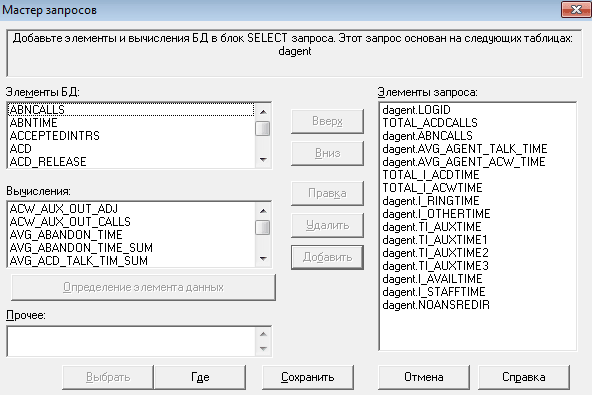 Мастер запросов
Добавьте элементы и вычисления БД в блок SELECT запроса. Этот запрос основан на следующих таблицах:
dagent
Элементы БД:
ABNCALLS
ABNTIME
ACCEPTEDINTRS
ACD
ACD_RELEASE
Вычисления:
ACW_AUX_OUT_ADJ
ACW_AUX_OUT_CALLS
AVG_ABANDON_TIME
AVG_ABANDON_TIME_SUM
AVG_ACD_TALK_TIM_SUM
Определение элемента данных
Прочее:
Вверх
Вниз
Правка
Удалить
Добавить
Элементы запроса:
dagent.LOGID
TOTAL_ACDCALLS
dagent.ABNCALLS
dagent.AVG_AGENT_TALK_TIME
dagent.AVG_AGENT_ACW_TIME
TOTAL_I_ACDTIME
TOTAL_I_ACWTIME
dagent.I_RINGTIME
dagent.I_OTHERTIME
dagent.TI_AUXTIME
dagent.TI_AUXTIME1
dagent.TI_AUXTIME2
dagent.TI_AUXTIME3
dagent.I_AVAILTIME
dagent.I_STAFFTIME
dagent.NOANSREDIR
Выбрать
Где
Сохранить
Отмена
Справка